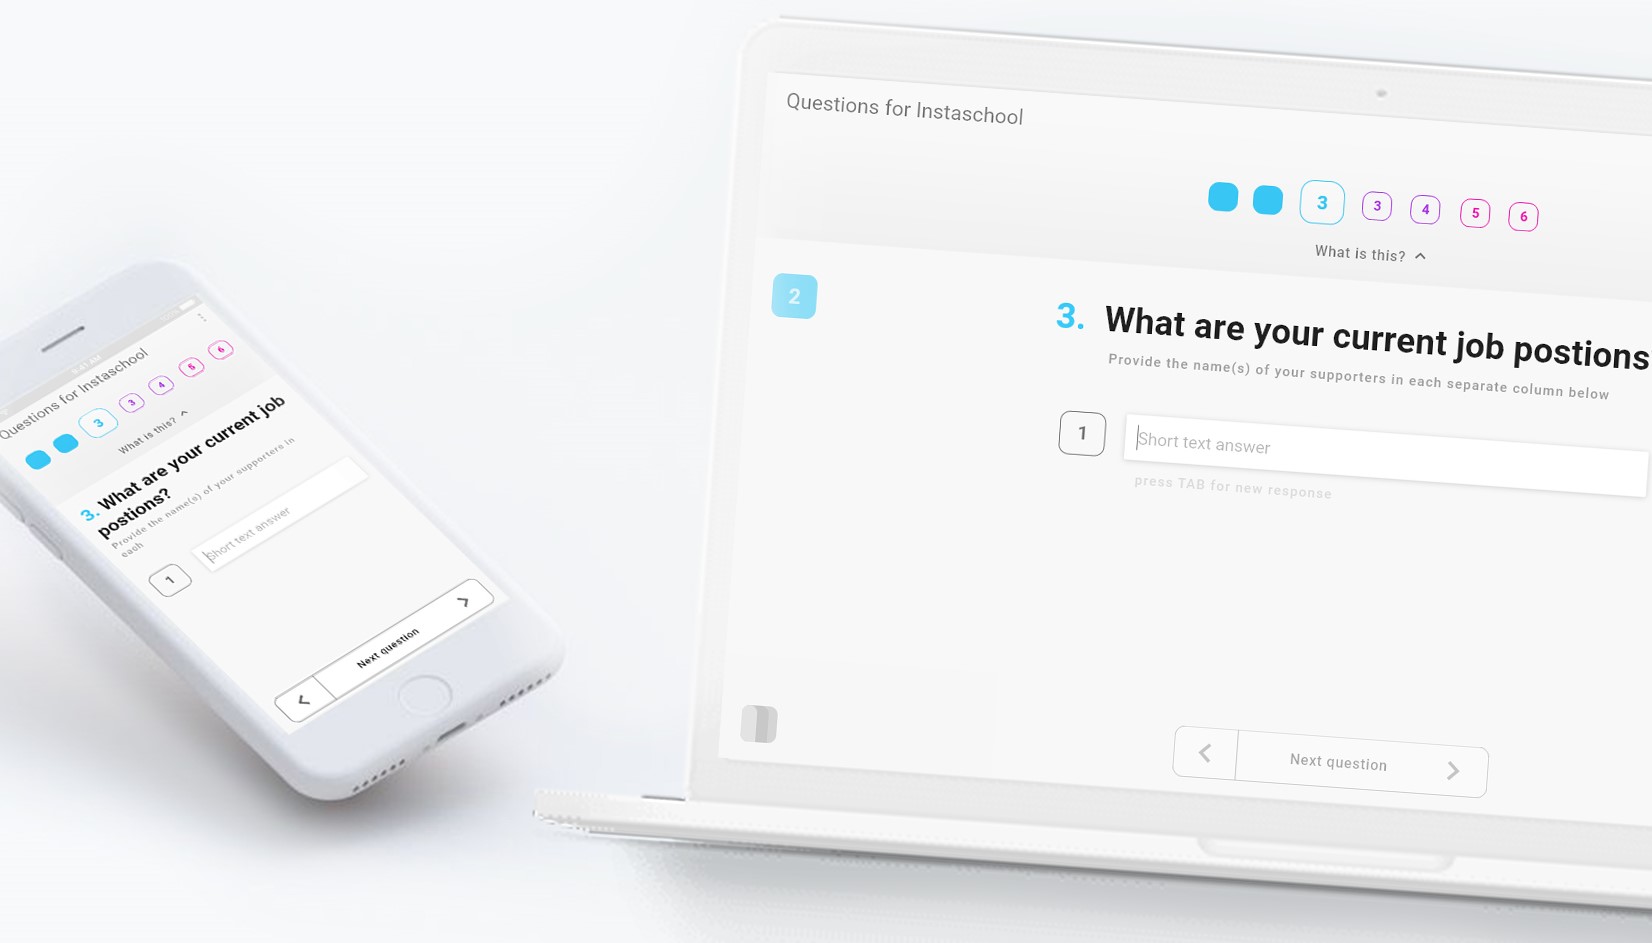 9:41 AM
Questions for Instaschool
3
3
4
5
6
What is this?
3. What are your current job
postions?
Provide the name(s) of your supporters in
each
1
Short text answer
Next question
Questions for Instaschool
3
3
4
5
6
What is this?
2
3. What are your current job postions
Provide the name(s) of your supporters in each separate column below
1
Short text answer
press TAB for new response
Next question